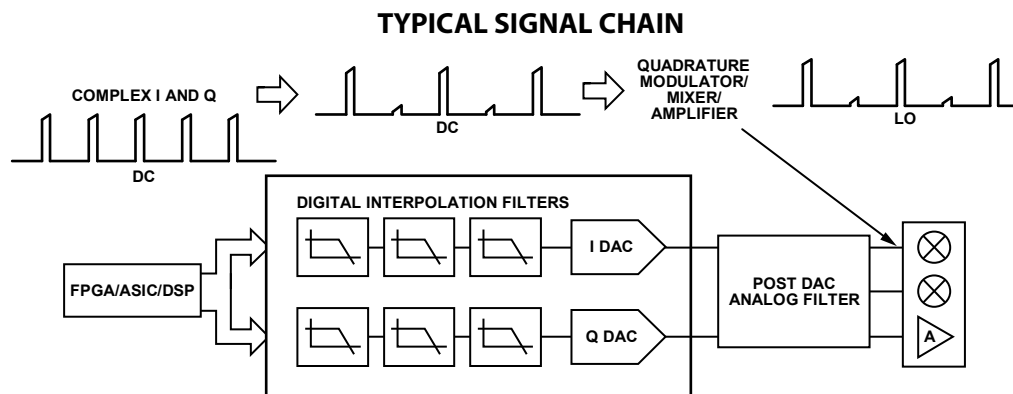 TYPICAL SIGNAL CHAIN
COMPLEX I AND Q
DC
DC
QUADRATURE
MODULATOR/
MIXER/
AMPLIFIER
LO
DIGITAL INTERPOLATION FILTERS
I DAC
FPGA/ASIC/DSP
POST DAC
ANALOG FILTER
Q DAC
A